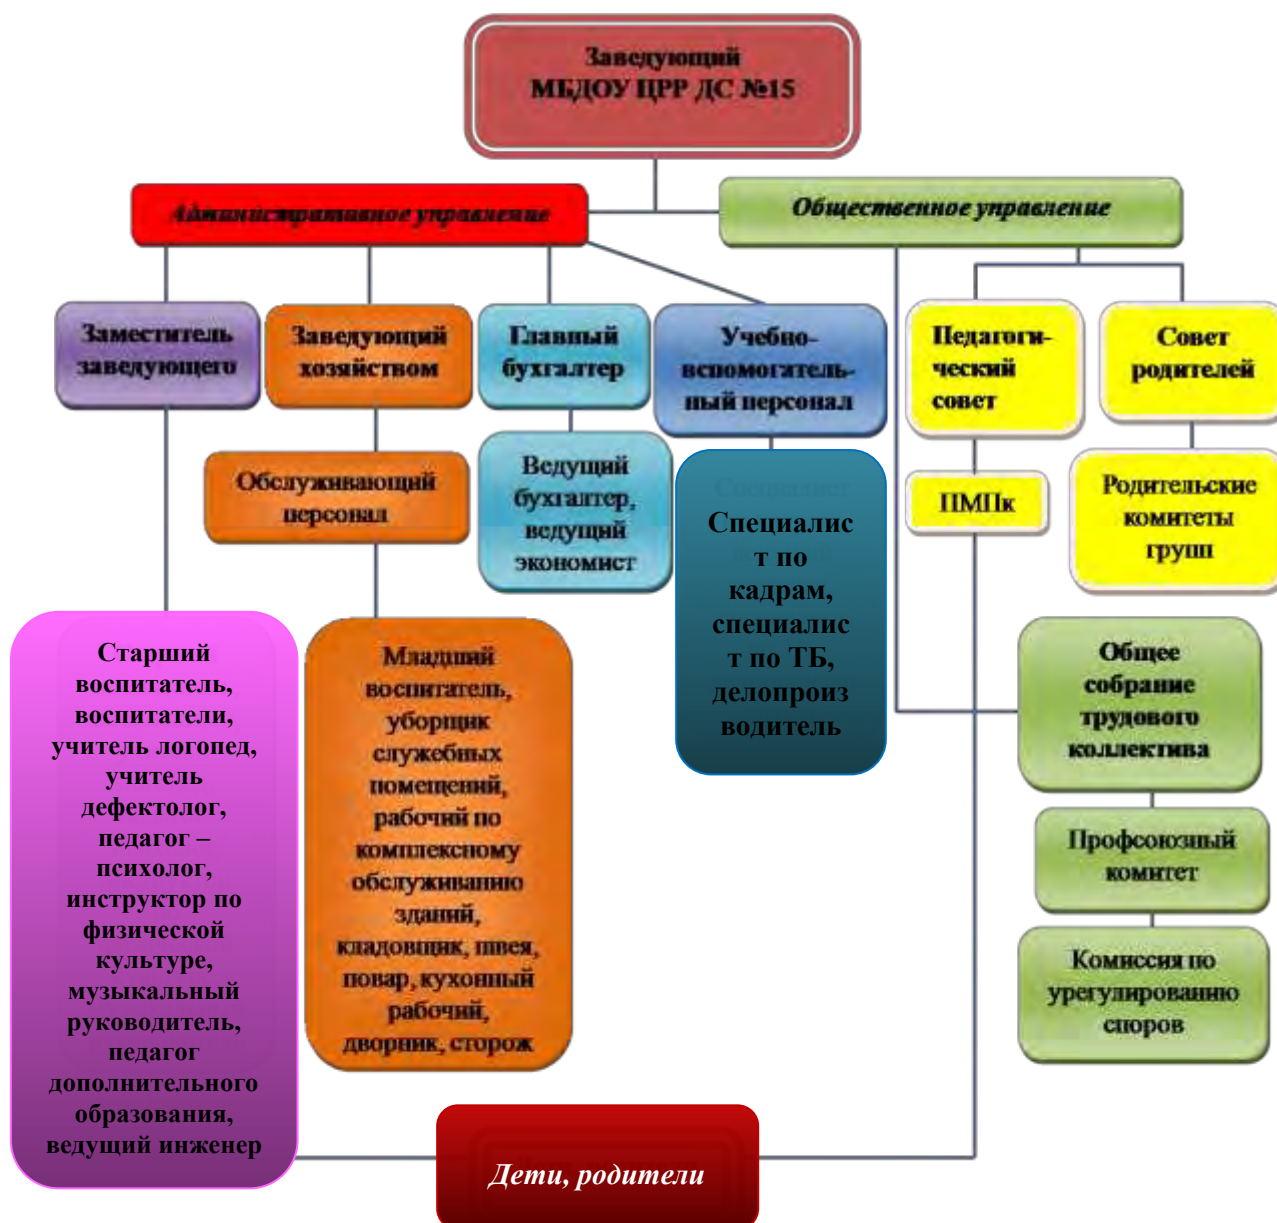 Заведующий
МБДОУ ЦРР ДС №15
Административное управление
Общественное управление
Заместитель
заведующего
Заведующий
хозяйством
Главный
бухгалтер
Учебно-
вспомогатель-
ный персонал
Педагоги-
ческий
совет
Совет
родителей
Обслуживающий
персонал
Ведущий
бухгалтер,
ведущий
экономист
Специалист
Специалис
т по
кадрам,
специалис
т по ТБ,
делопроиз
водитель
ПМПк
Родительские
комитеты
групп
Старший
воспитатель,
воспитатели,
учитель логопед,
учитель
дефектолог,
педагог –
психолог,
инструктор по
физической
культуре,
музыкальный
руководитель,
педагог
дополнительного
образования,
ведущий инженер
Младший
воспитатель,
уборщик
служебных
помещений,
рабочий по
комплексному
обслуживанию
зданий,
кладовщик, швея,
повар, кухонный
рабочий,
дворник, сторож
Общее
собрание
трудового
коллектива
Профсоюзный
комитет
Комиссия по
урегулированию
споров
Дети, родители